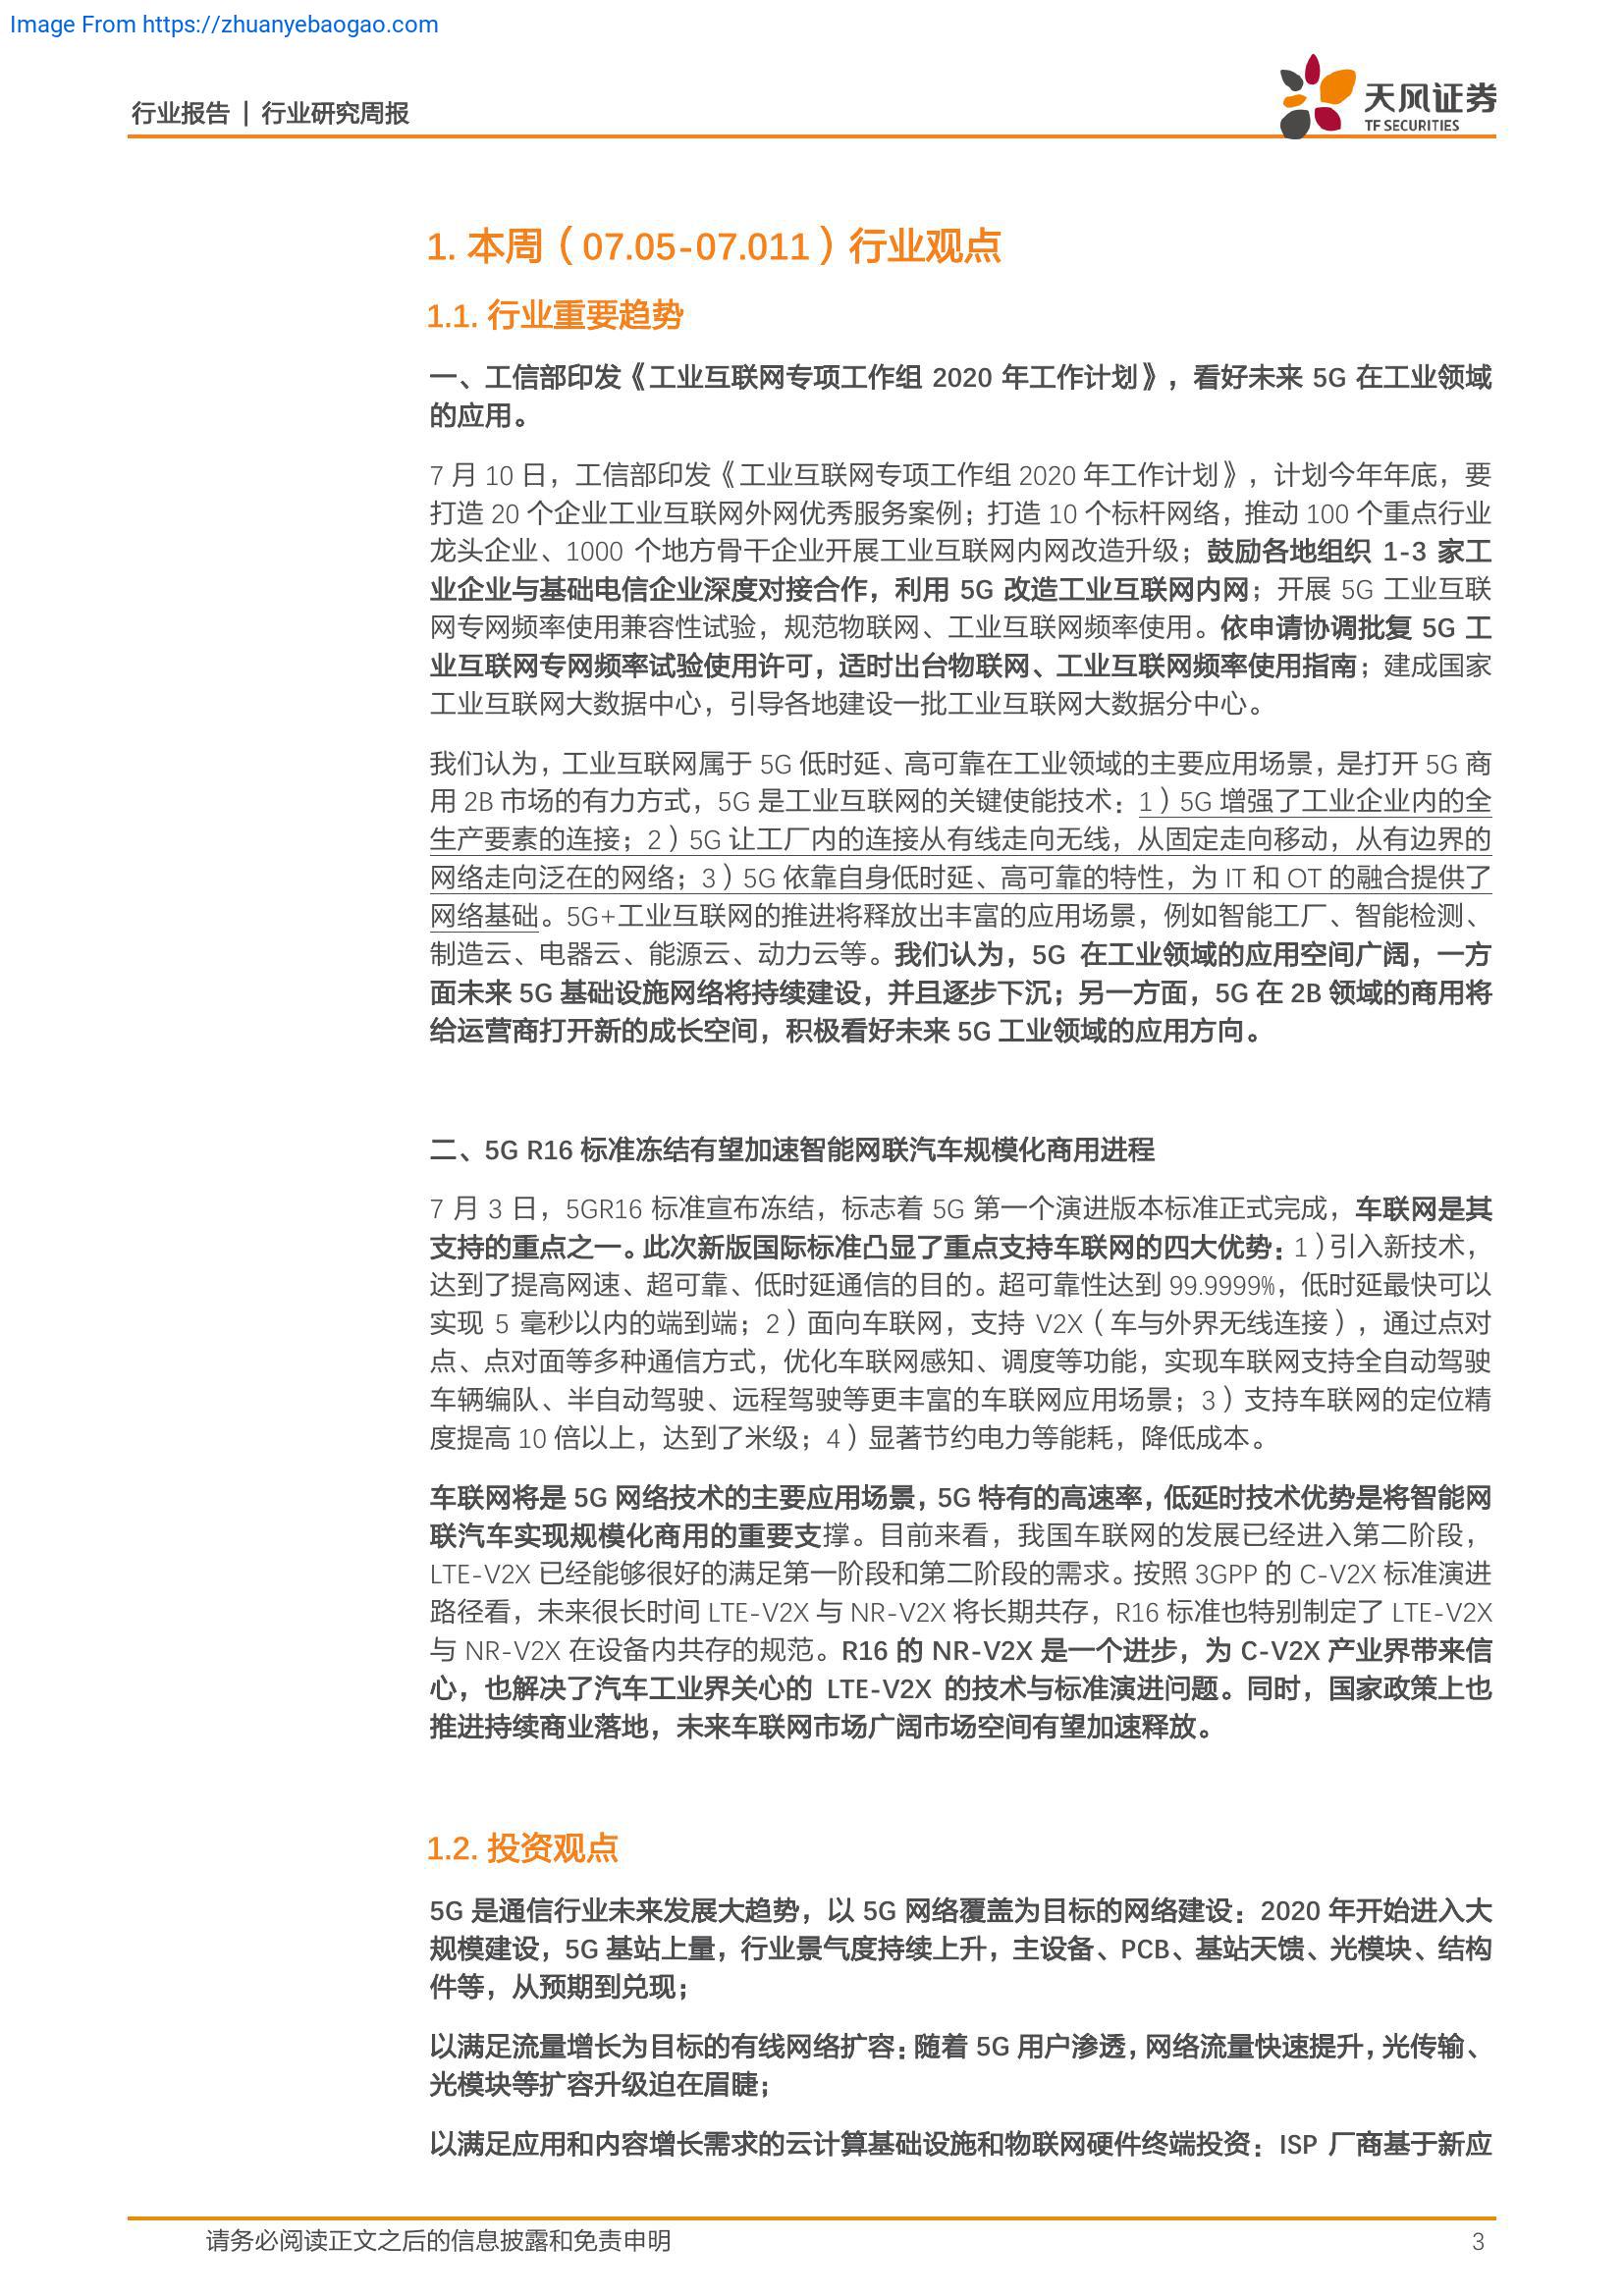 Image From https://zhuanyebaogao.com
行业报告 | 行业研究周报
天风证券
TF SECURITIES
1. 本周（07.05-07.011）行业观点
1.1. 行业重要趋势
一、工信部印发《工业互联网专项工作组 2020 年工作计划》，看好未来 5G 在工业领域
的应用。
7 月 10 日，工信部印发《工业互联网专项工作组 2020 年工作计划》，计划今年年底，要
打造 20 个企业工业互联网外网优秀服务案例；打造 10 个标杆网络，推动 100 个重点行业
龙头企业、1000 个地方骨干企业开展工业互联网内网改造升级；鼓励各地组织 1-3 家工
业企业与基础电信企业深度对接合作，利用 5G 改造工业互联网内网；开展 5G 工业互联
网专网频率使用兼容性试验，规范物联网、工业互联网频率使用。依申请协调批复 5G 工
业互联网专网频率试验使用许可，适时出台物联网、工业互联网频率使用指南；建成国家
工业互联网大数据中心，引导各地建设一批工业互联网大数据分中心。
我们认为，工业互联网属于 5G 低时延、高可靠在工业领域的主要应用场景，是打开 5G 商
用 2B 市场的有力方式，5G 是工业互联网的关键使能技术：1）5G 增强了工业企业内的全
生产要素的连接；2）5G 让工厂内的连接从有线走向无线，从固定走向移动，从有边界的
网络走向泛在的网络；3）5G 依靠自身低时延、高可靠的特性，为 IT 和 OT 的融合提供了
网络基础。5G+工业互联网的推进将释放出丰富的应用场景，例如智能工厂、智能检测、
制造云、电器云、能源云、动力云等。我们认为，5G 在工业领域的应用空间广阔，一方
面未来 5G 基础设施网络将持续建设，并且逐步下沉；另一方面，5G 在 2B 领域的商用将
给运营商打开新的成长空间，积极看好未来 5G 工业领域的应用方向。
二、5G R16 标准冻结有望加速智能网联汽车规模化商用进程
7 月 3 日，5GR16 标准宣布冻结，标志着 5G 第一个演进版本标准正式完成，车联网是其
支持的重点之一。此次新版国际标准凸显了重点支持车联网的四大优势：1）引入新技术，
达到了提高网速、超可靠、低时延通信的目的。超可靠性达到 99.9999%，低时延最快可以
实现 5 毫秒以内的端到端；2）面向车联网，支持 V2X（车与外界无线连接），通过点对
点、点对面等多种通信方式，优化车联网感知、调度等功能，实现车联网支持全自动驾驶
车辆编队、半自动驾驶、远程驾驶等更丰富的车联网应用场景；3）支持车联网的定位精
度提高 10 倍以上，达到了米级；4）显著节约电力等能耗，降低成本。
车联网将是 5G 网络技术的主要应用场景，5G 特有的高速率，低延时技术优势是将智能网
联汽车实现规模化商用的重要支撑。目前来看，我国车联网的发展已经进入第二阶段，
LTE-V2X 已经能够很好的满足第一阶段和第二阶段的需求。按照 3GPP 的 C-V2X 标准演进
路径看，未来很长时间 LTE-V2X 与 NR-V2X 将长期共存，R16 标准也特别制定了 LTE-V2X
与 NR-V2X 在设备内共存的规范。R16 的 NR-V2X 是一个进步，为 C-V2X 产业界带来信
心，也解决了汽车工业界关心的 LTE-V2X 的技术与标准演进问题。同时，国家政策上也
推进持续商业落地，未来车联网市场广阔市场空间有望加速释放。
1.2. 投资观点
5G 是通信行业未来发展大趋势，以 5G 网络覆盖为目标的网络建设：2020 年开始进入大
规模建设，5G 基站上量，行业景气度持续上升，主设备、PCB、基站天馈、光模块、结构
件等，从预期到兑现；
以满足流量增长为目标的有线网络扩容：随着 5G 用户渗透，网络流量快速提升，光传输、
光模块等扩容升级迫在眉睫；
以满足应用和内容增长需求的云计算基础设施和物联网硬件终端投资：ISP 厂商基于新应
请务必阅读正文之后的信息披露和免责申明
3